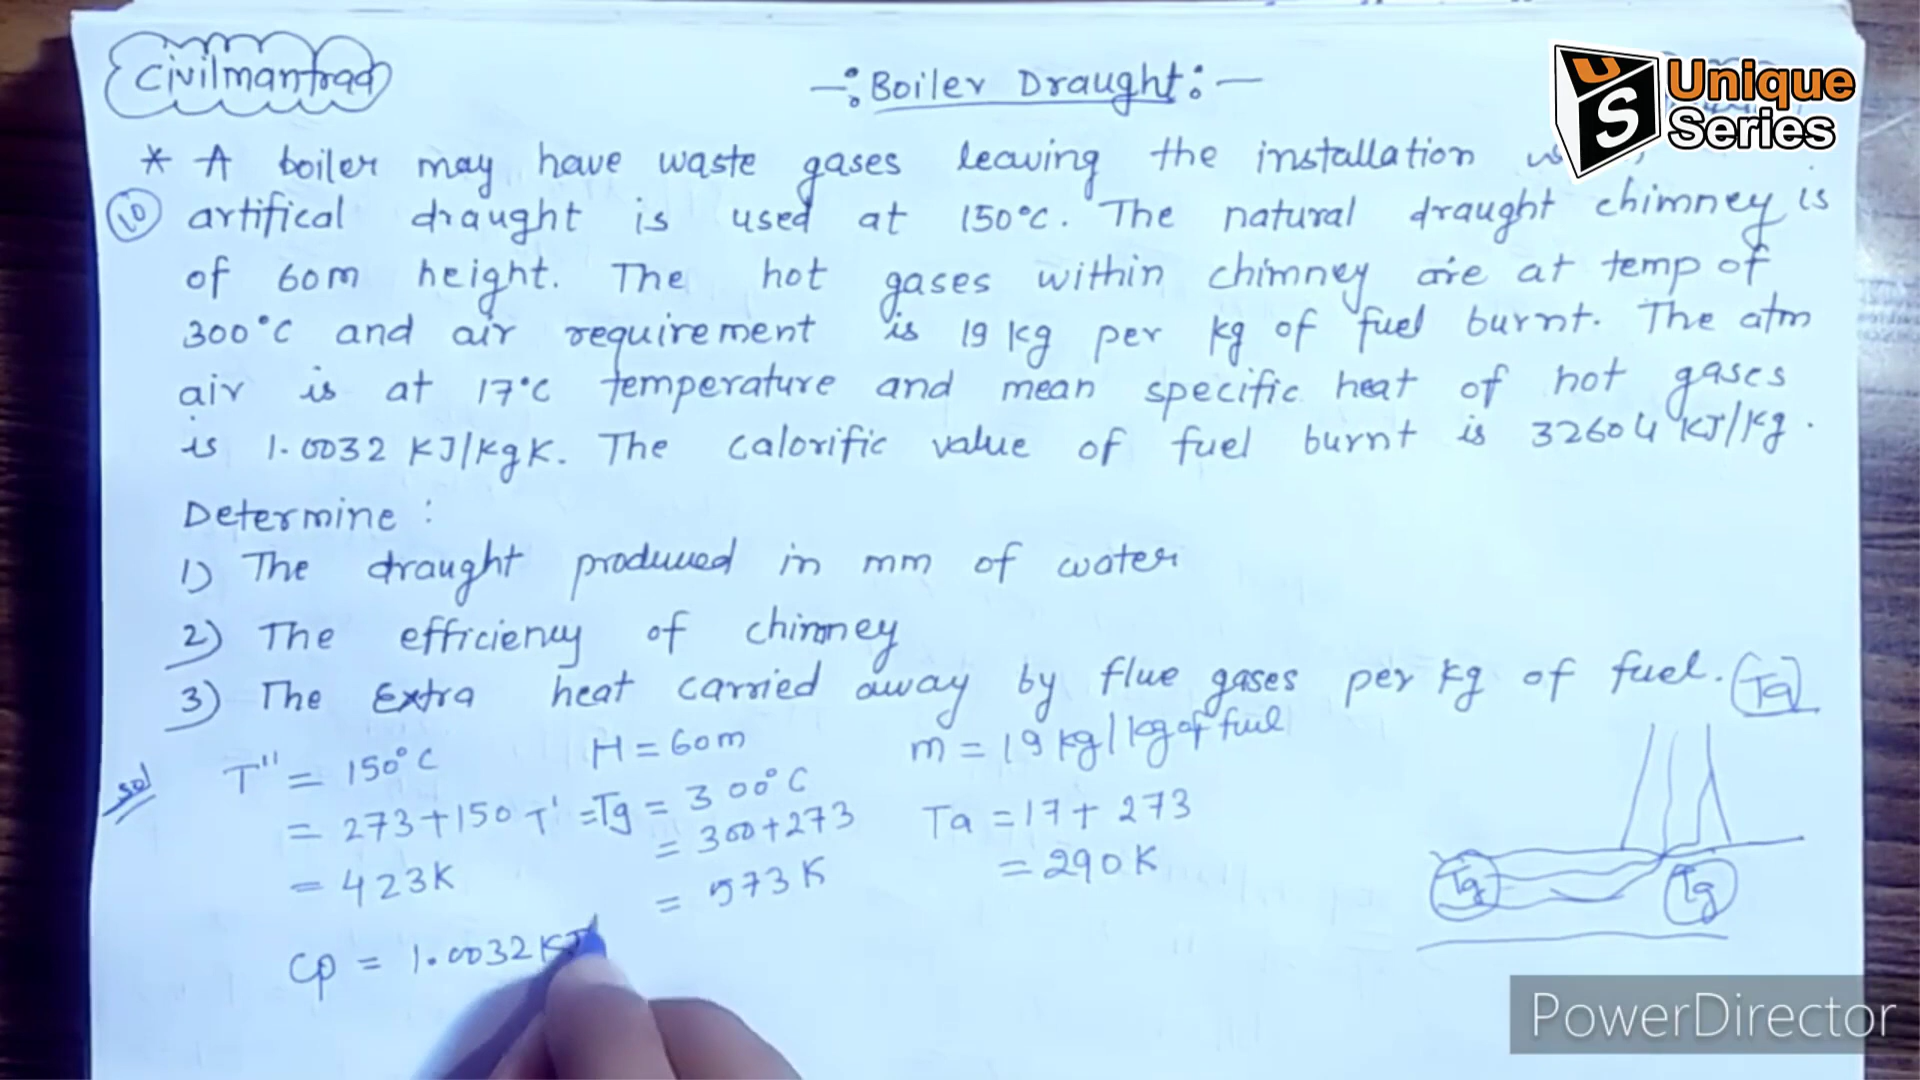 Civilmantraa
-: Boiler Draught :-
US Unique Series
* A boiler may have waste gases leaving the installation
10 artifical draught is used at 150°C. The natural draught chimney is
of 60m height. The hot gases within chimney are at temp of
300°C and air requirement is 19 kg per kg of fuel burnt. The atm
air is at 17°C temperature and mean specific heat of hot gases
is 1.0032 KJ/KgK. The calorific value of fuel burnt is 32604 KJ/Kg.
Determine :
1) The draught produced in mm of water
2) The efficiency of chimney
3) The Extra heat carried away by flue gases per kg of fuel. Ta
Sol T" = 150°C H = 60m m = 19 kg/kg of fuel
= 273+150 T' = Tg = 300°C Ta = 17 + 273
= 300+273
= 423K = 573 K = 290 K
Tg Tg
Cp = 1.0032 KJ
PowerDirector